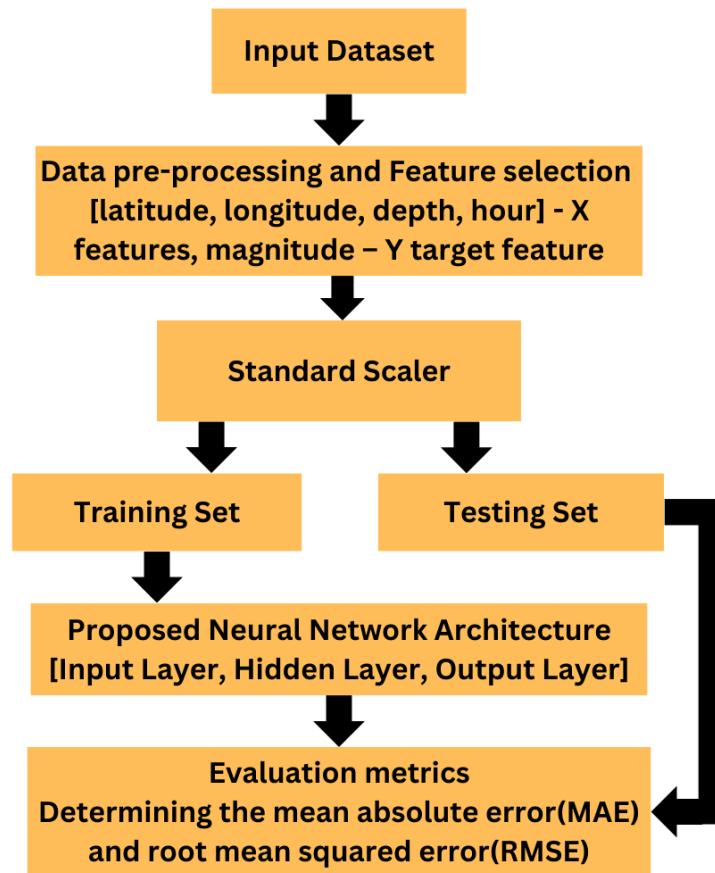 Input Dataset
Data pre-processing and Feature selection
[latitude, longitude, depth, hour] - X
features, magnitude – Y target feature
Standard Scaler
Training Set
Testing Set
Proposed Neural Network Architecture
[Input Layer, Hidden Layer, Output Layer]
Evaluation metrics
Determining the mean absolute error(MAE)
and root mean squared error(RMSE)